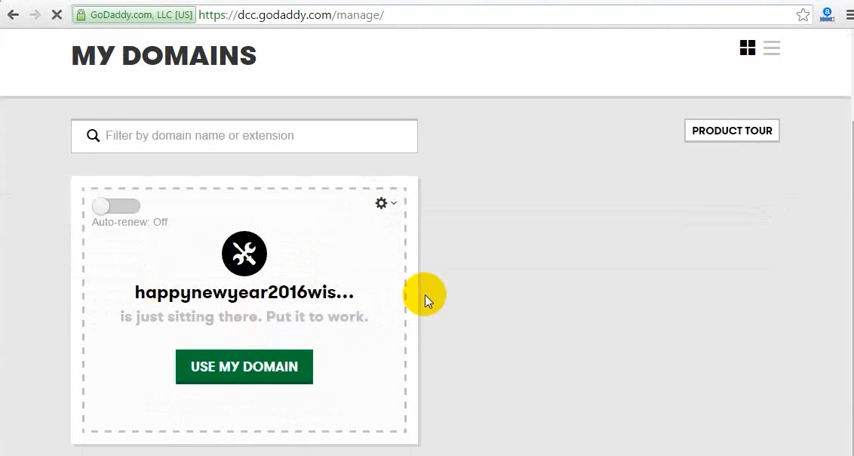 GoDaddy.com, LLC [US] https://dcc.godaddy.com/manage/
MY DOMAINS
Filter by domain name or extension
PRODUCT TOUR
Auto-renew: Off
happynewyear2016wis...
is just sitting there. Put it to work.
USE MY DOMAIN